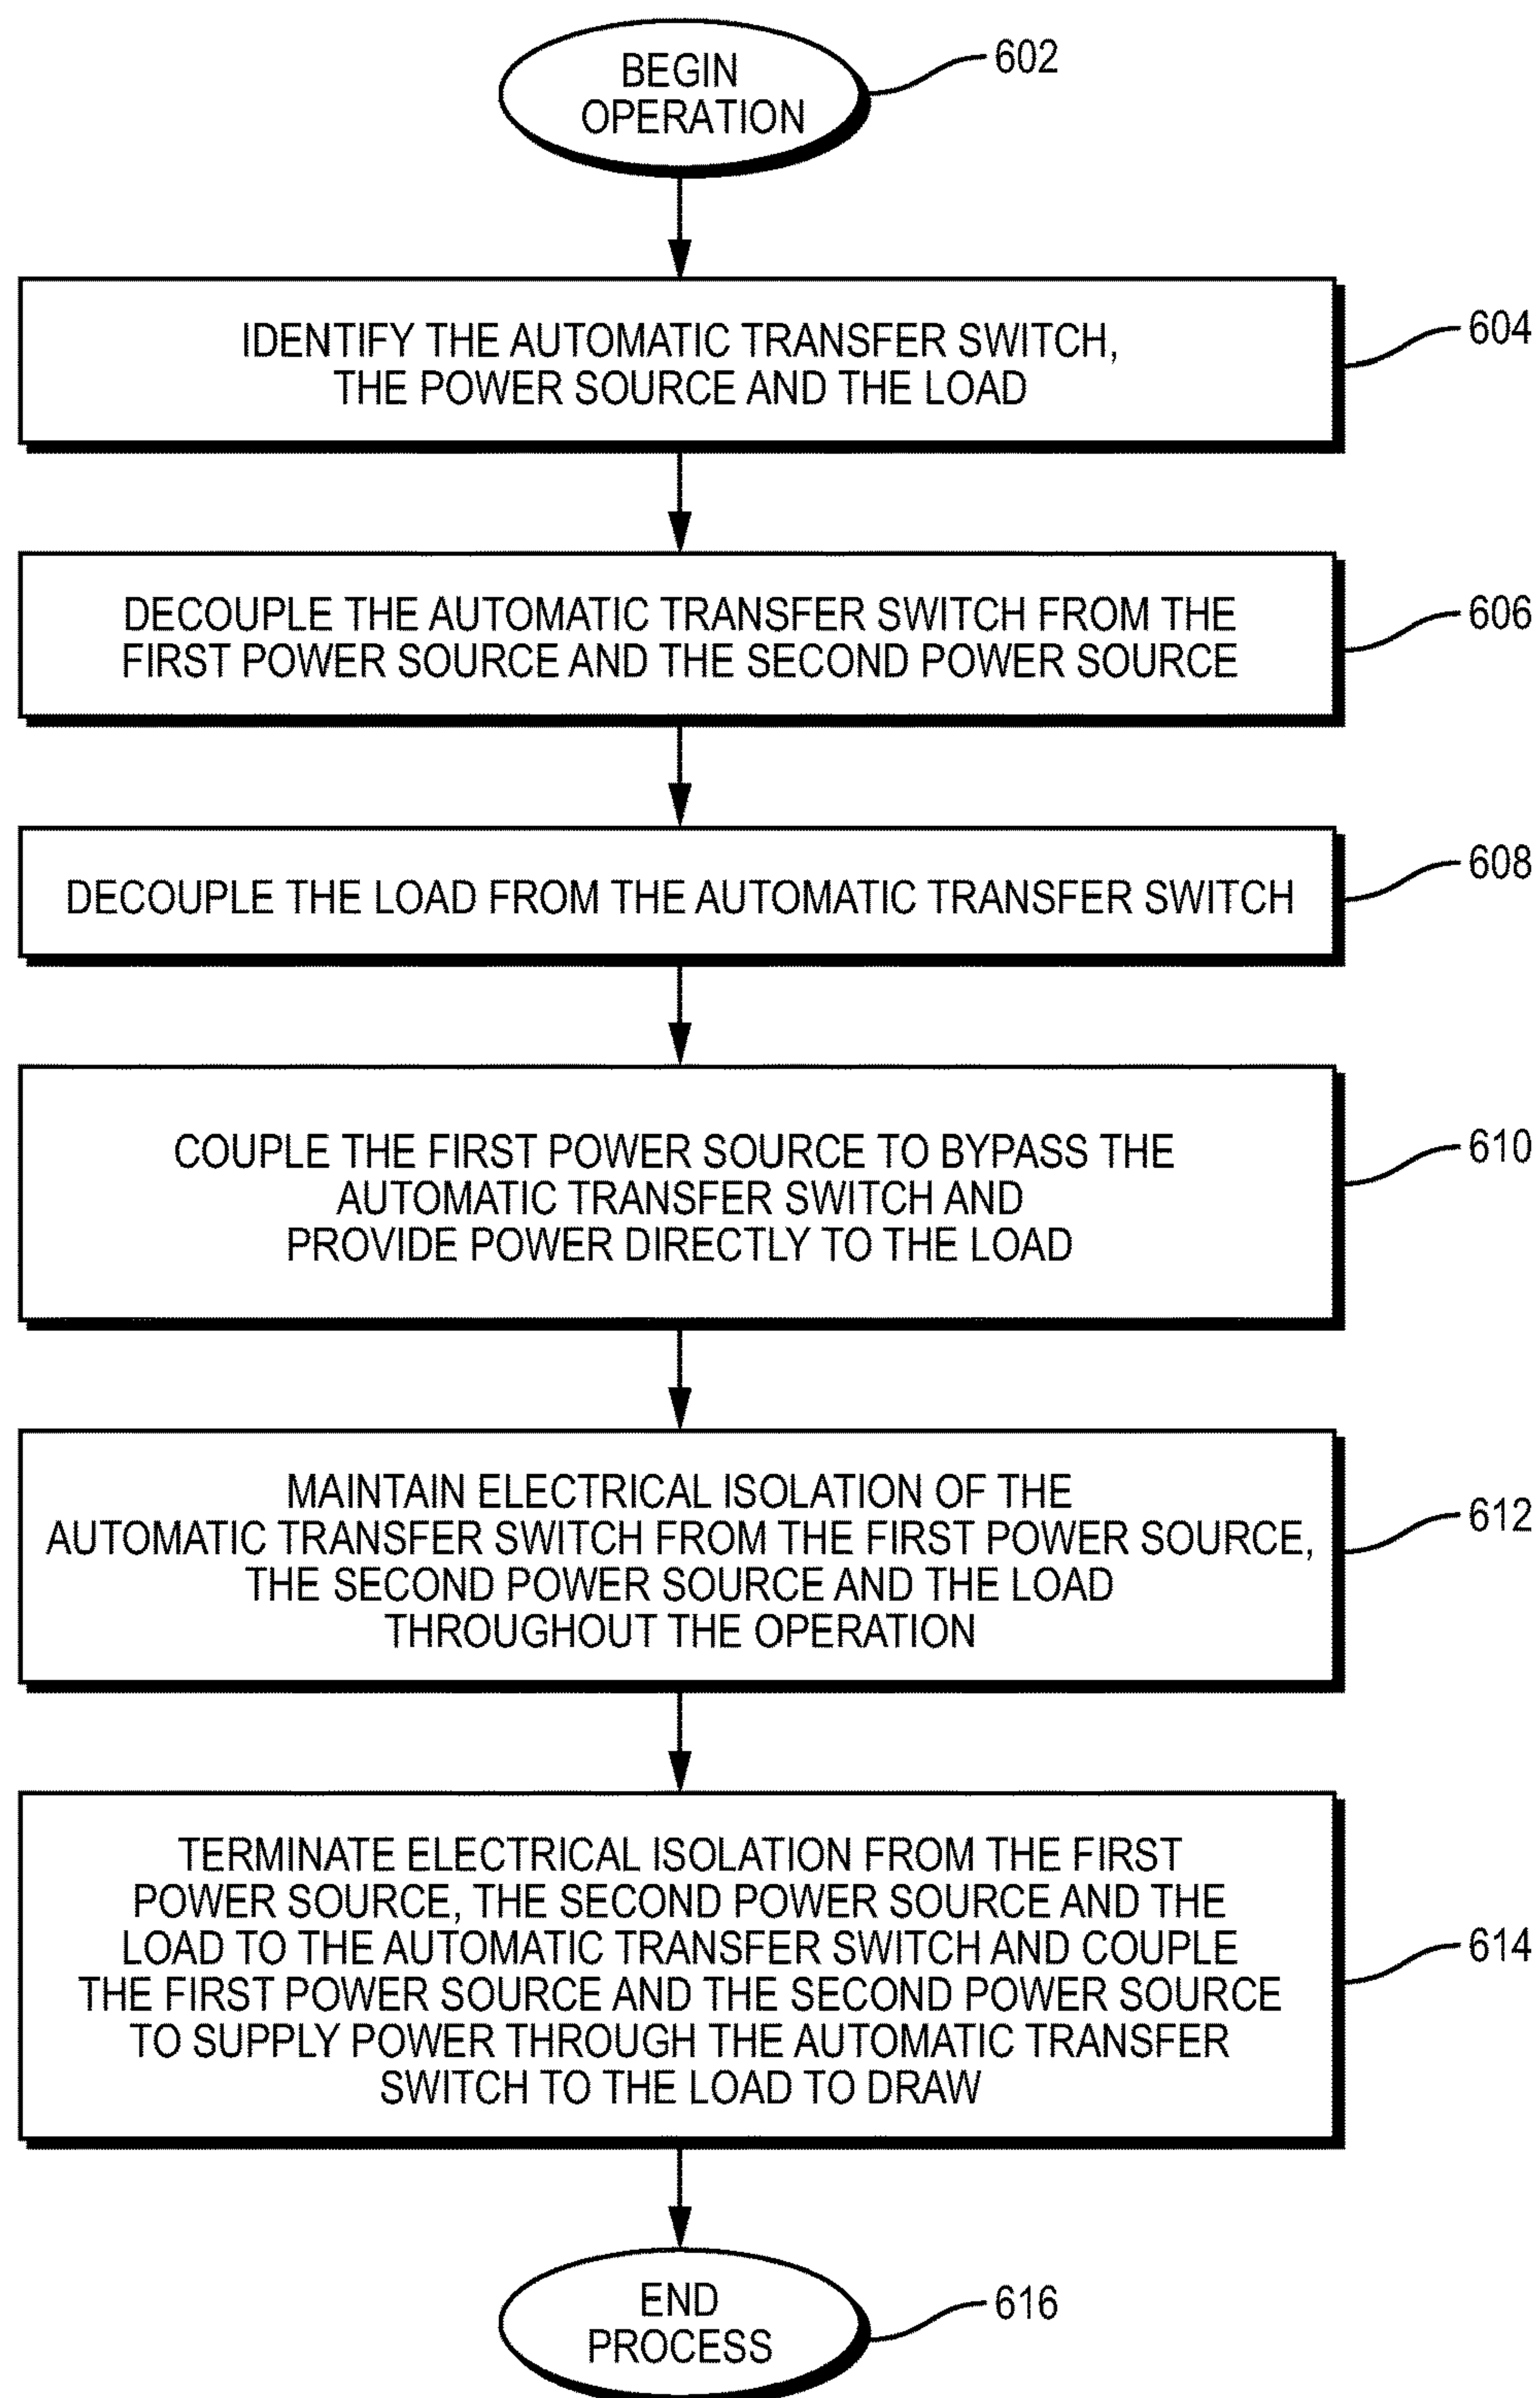 BEGIN
OPERATION
602
IDENTIFY THE AUTOMATIC TRANSFER SWITCH,
THE POWER SOURCE AND THE LOAD
604
DECOUPLE THE AUTOMATIC TRANSFER SWITCH FROM THE
FIRST POWER SOURCE AND THE SECOND POWER SOURCE
606
DECOUPLE THE LOAD FROM THE AUTOMATIC TRANSFER SWITCH
608
COUPLE THE FIRST POWER SOURCE TO BYPASS THE
AUTOMATIC TRANSFER SWITCH AND
PROVIDE POWER DIRECTLY TO THE LOAD
610
MAINTAIN ELECTRICAL ISOLATION OF THE
AUTOMATIC TRANSFER SWITCH FROM THE FIRST POWER SOURCE,
THE SECOND POWER SOURCE AND THE LOAD
THROUGHOUT THE OPERATION
612
TERMINATE ELECTRICAL ISOLATION FROM THE FIRST
POWER SOURCE, THE SECOND POWER SOURCE AND THE
LOAD TO THE AUTOMATIC TRANSFER SWITCH AND COUPLE
THE FIRST POWER SOURCE AND THE SECOND POWER SOURCE
TO SUPPLY POWER THROUGH THE AUTOMATIC TRANSFER
SWITCH TO THE LOAD TO DRAW
614
END
PROCESS
616